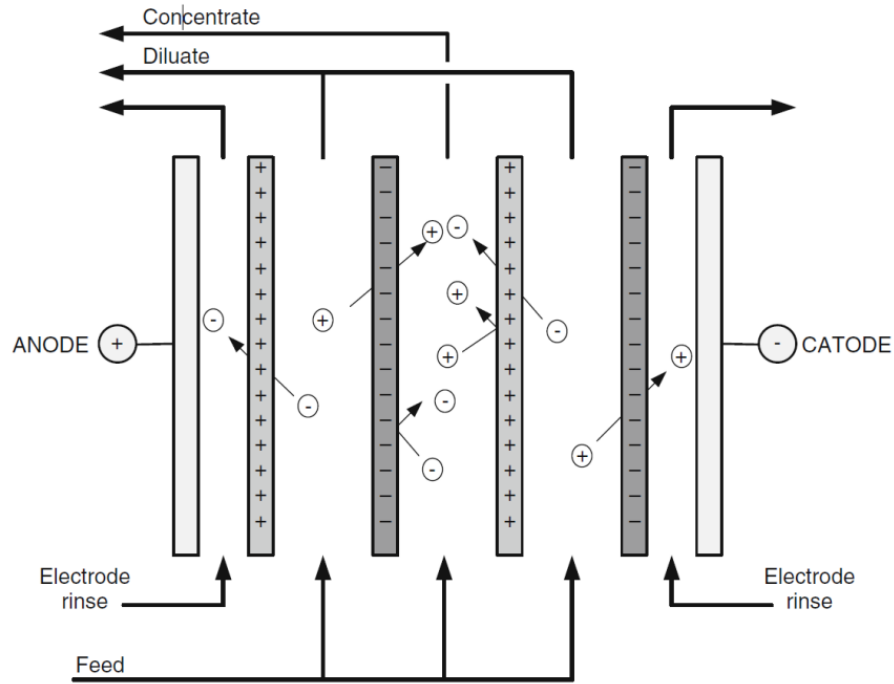 Concentrate
Diluate
ANODE +
- CATODE
Electrode
rinse
Electrode
rinse
Feed